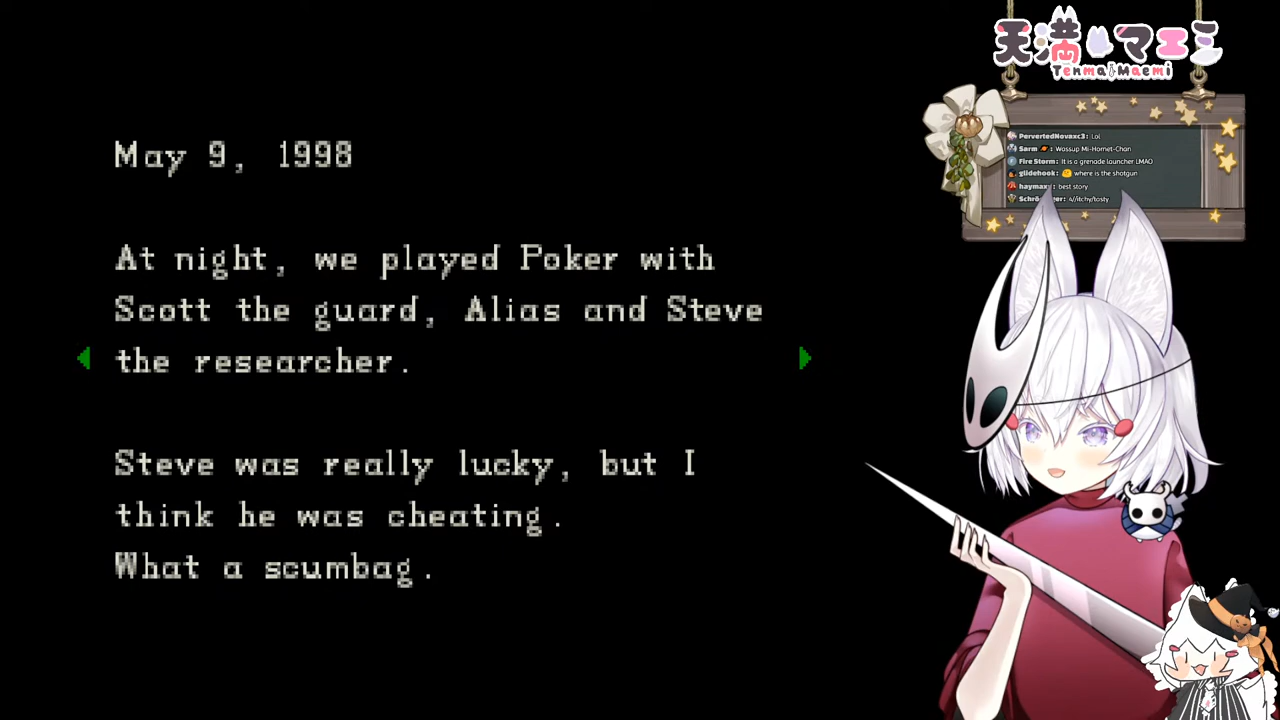 May 9, 1998
At night, we played Poker with
Scott the guard, Alias and Steve
the researcher.
Steve was really lucky, but I
think he was cheating.
What a scumbag.
天満マエミ
Tenma Maemi
PervertedNovaxc3: Lol
Sarm: Wassup Mi-Hornet-Chan
Fire Storm: It is a grenade launcher LMAO
glidehook: where is the shotgun
haymax: best story